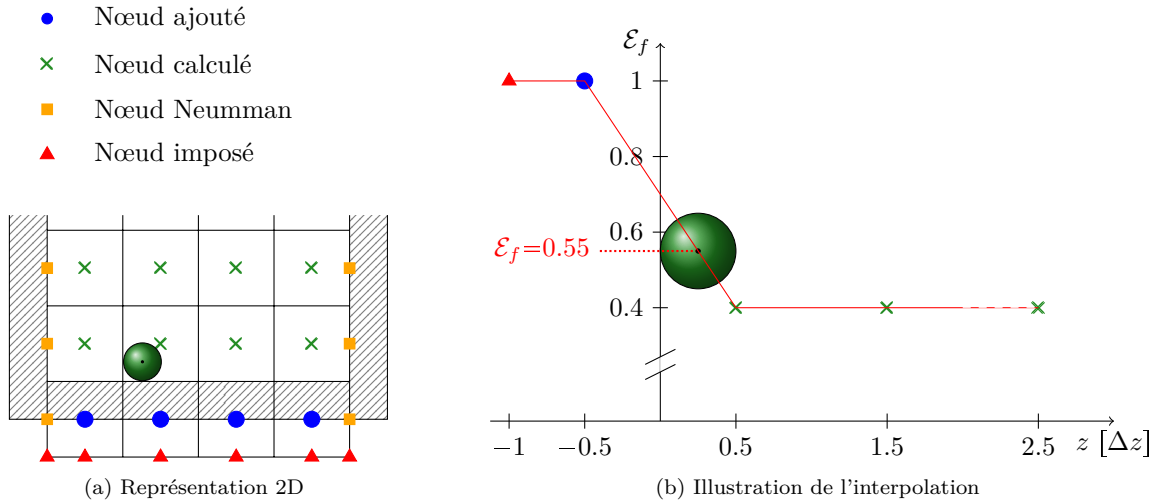 Nœud ajouté
Nœud calculé
Nœud Neumman
Nœud imposé
(a) Représentation 2D
ℰ_f
1
0.8
0.6
0.4
ℰ_f=0.55
−1
−0.5
0.5
1.5
2.5
z [Δz]
(b) Illustration de l'interpolation